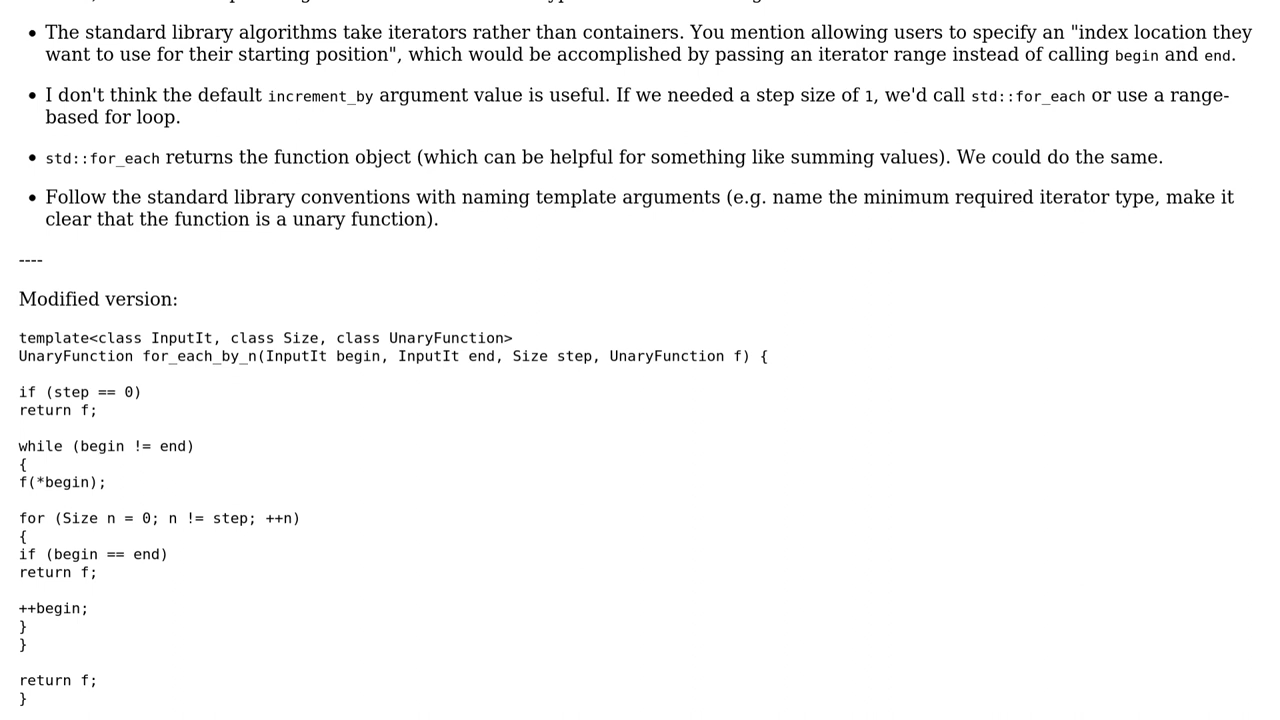 • The standard library algorithms take iterators rather than containers. You mention allowing users to specify an "index location they
want to use for their starting position", which would be accomplished by passing an iterator range instead of calling begin and end.
• I don't think the default increment_by argument value is useful. If we needed a step size of 1, we'd call std::for_each or use a range-
based for loop.
• std::for_each returns the function object (which can be helpful for something like summing values). We could do the same.
• Follow the standard library conventions with naming template arguments (e.g. name the minimum required iterator type, make it
clear that the function is a unary function).
----
Modified version:
template<class InputIt, class Size, class UnaryFunction>
UnaryFunction for_each_by_n(InputIt begin, InputIt end, Size step, UnaryFunction f) {
if (step == 0)
return f;
while (begin != end)
{
f(*begin);
for (Size n = 0; n != step; ++n)
{
if (begin == end)
return f;
++begin;
}
}
return f;
}